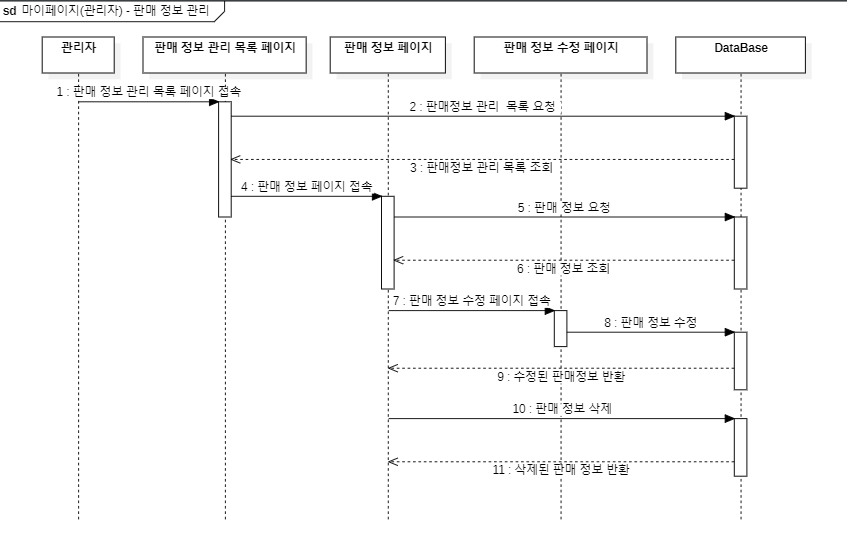 sd 마이페이지(관리자) - 판매 정보 관리
관리자
판매 정보 관리 목록 페이지
판매 정보 페이지
판매 정보 수정 페이지
DataBase
1 : 판매 정보 관리 목록 페이지 접속
2 : 판매정보 관리 목록 요청
3 : 판매정보 관리 목록 조회
4 : 판매 정보 페이지 접속
5 : 판매 정보 요청
6 : 판매 정보 조회
7 : 판매 정보 수정 페이지 접속
8 : 판매 정보 수정
9 : 수정된 판매정보 반환
10 : 판매 정보 삭제
11 : 삭제된 판매 정보 반환